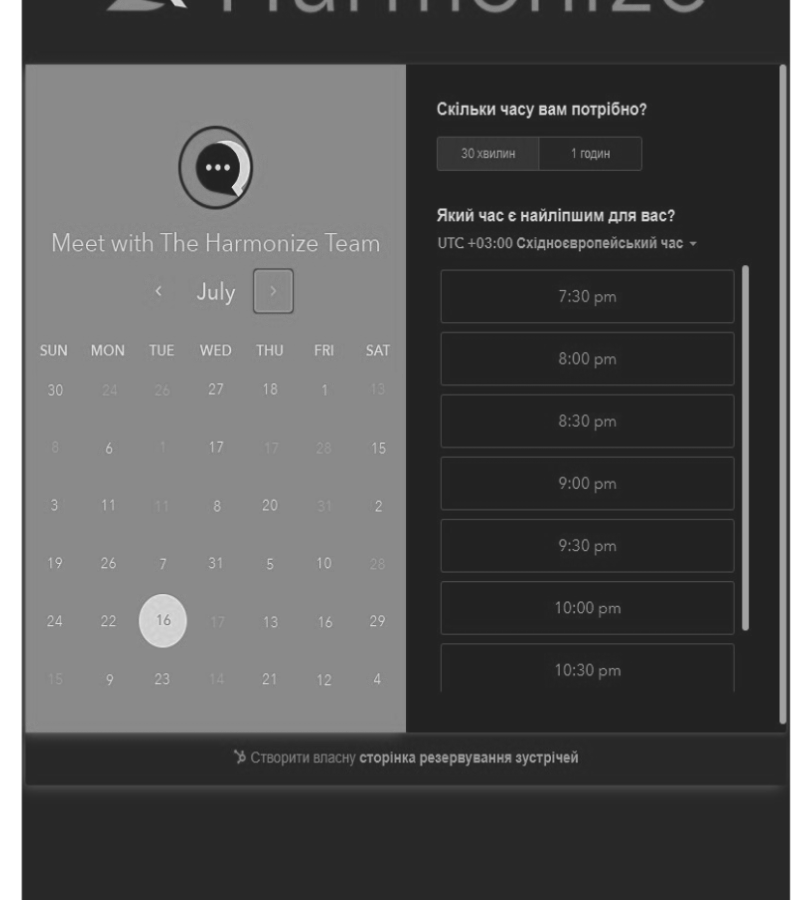 Harmonize
Meet with The Harmonize Team
‹ July ›
SUN MON TUE WED THU FRI SAT
30 24 26 27 18 1 13
8 6 1 17 17 28 15
3 11 11 8 20 31 2
19 26 7 31 5 10 28
24 22 16 17 13 16 29
15 9 23 14 21 12 4
Скільки часу вам потрібно?
30 хвилин 1 годин
Який час є найліпшим для вас?
UTC +03:00 Східноєвропейський час
7:30 pm
8:00 pm
8:30 pm
9:00 pm
9:30 pm
10:00 pm
10:30 pm
Створити власну сторінка резервування зустрічей